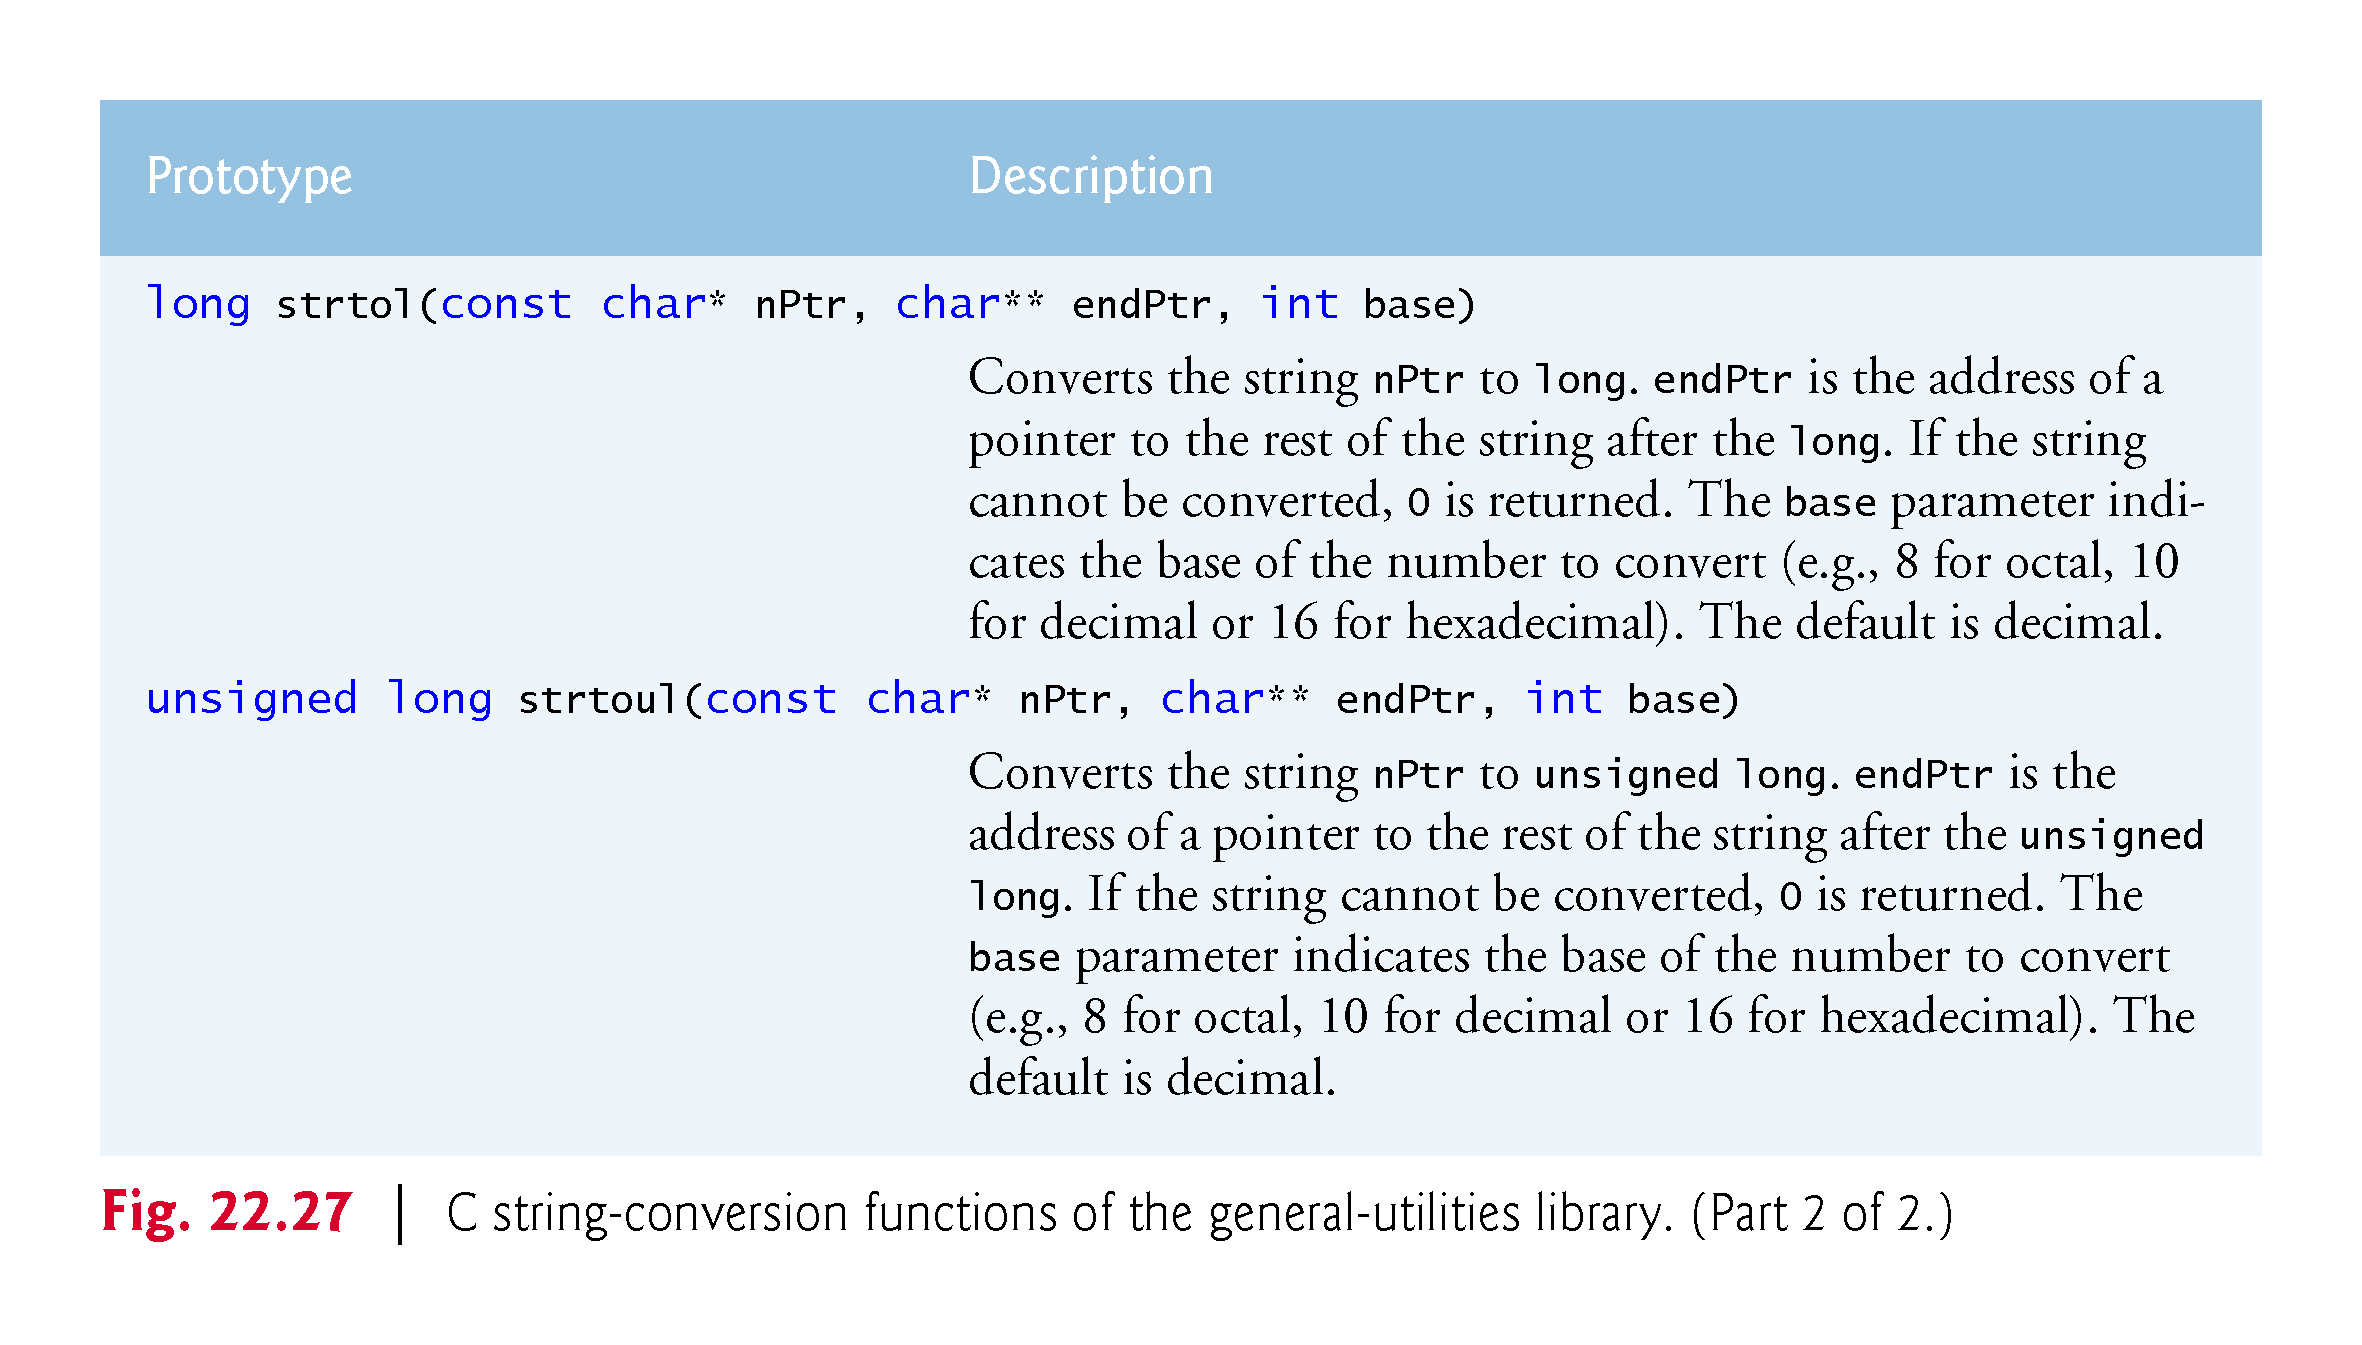 Prototype Description
long strtol(const char* nPtr, char** endPtr, int base)
Converts the string nPtr to long. endPtr is the address of a
pointer to the rest of the string after the long. If the string
cannot be converted, 0 is returned. The base parameter indi-
cates the base of the number to convert (e.g., 8 for octal, 10
for decimal or 16 for hexadecimal). The default is decimal.
unsigned long strtoul(const char* nPtr, char** endPtr, int base)
Converts the string nPtr to unsigned long. endPtr is the
address of a pointer to the rest of the string after the unsigned
long. If the string cannot be converted, 0 is returned. The
base parameter indicates the base of the number to convert
(e.g., 8 for octal, 10 for decimal or 16 for hexadecimal). The
default is decimal.
Fig. 22.27 | C string-conversion functions of the general-utilities library. (Part 2 of 2.)